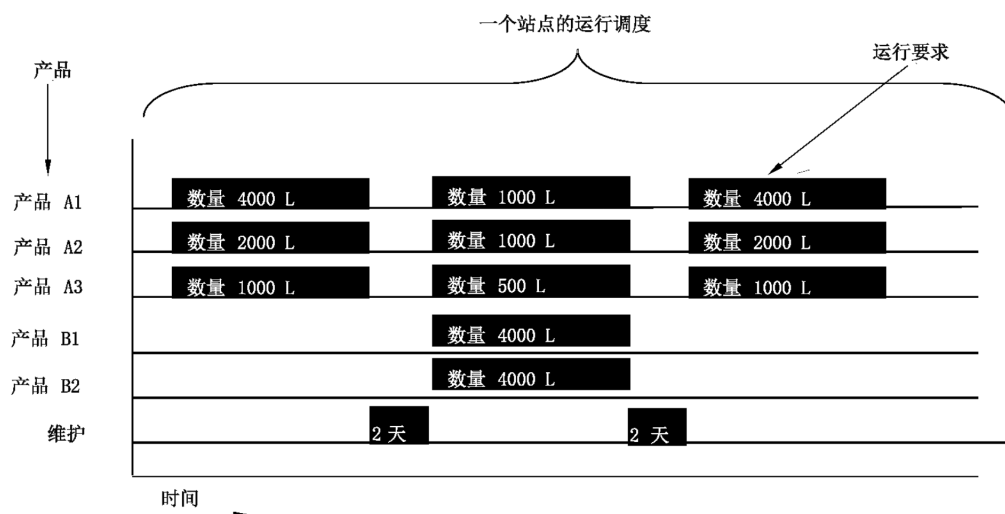 一个站点的运行调度
运行要求
产品
产品 A1
数量 4000 L
数量 1000 L
数量 4000 L
产品 A2
数量 2000 L
数量 1000 L
数量 2000 L
产品 A3
数量 1000 L
数量 500 L
数量 1000 L
产品 B1
数量 4000 L
产品 B2
数量 4000 L
维护
2 天
2 天
时间